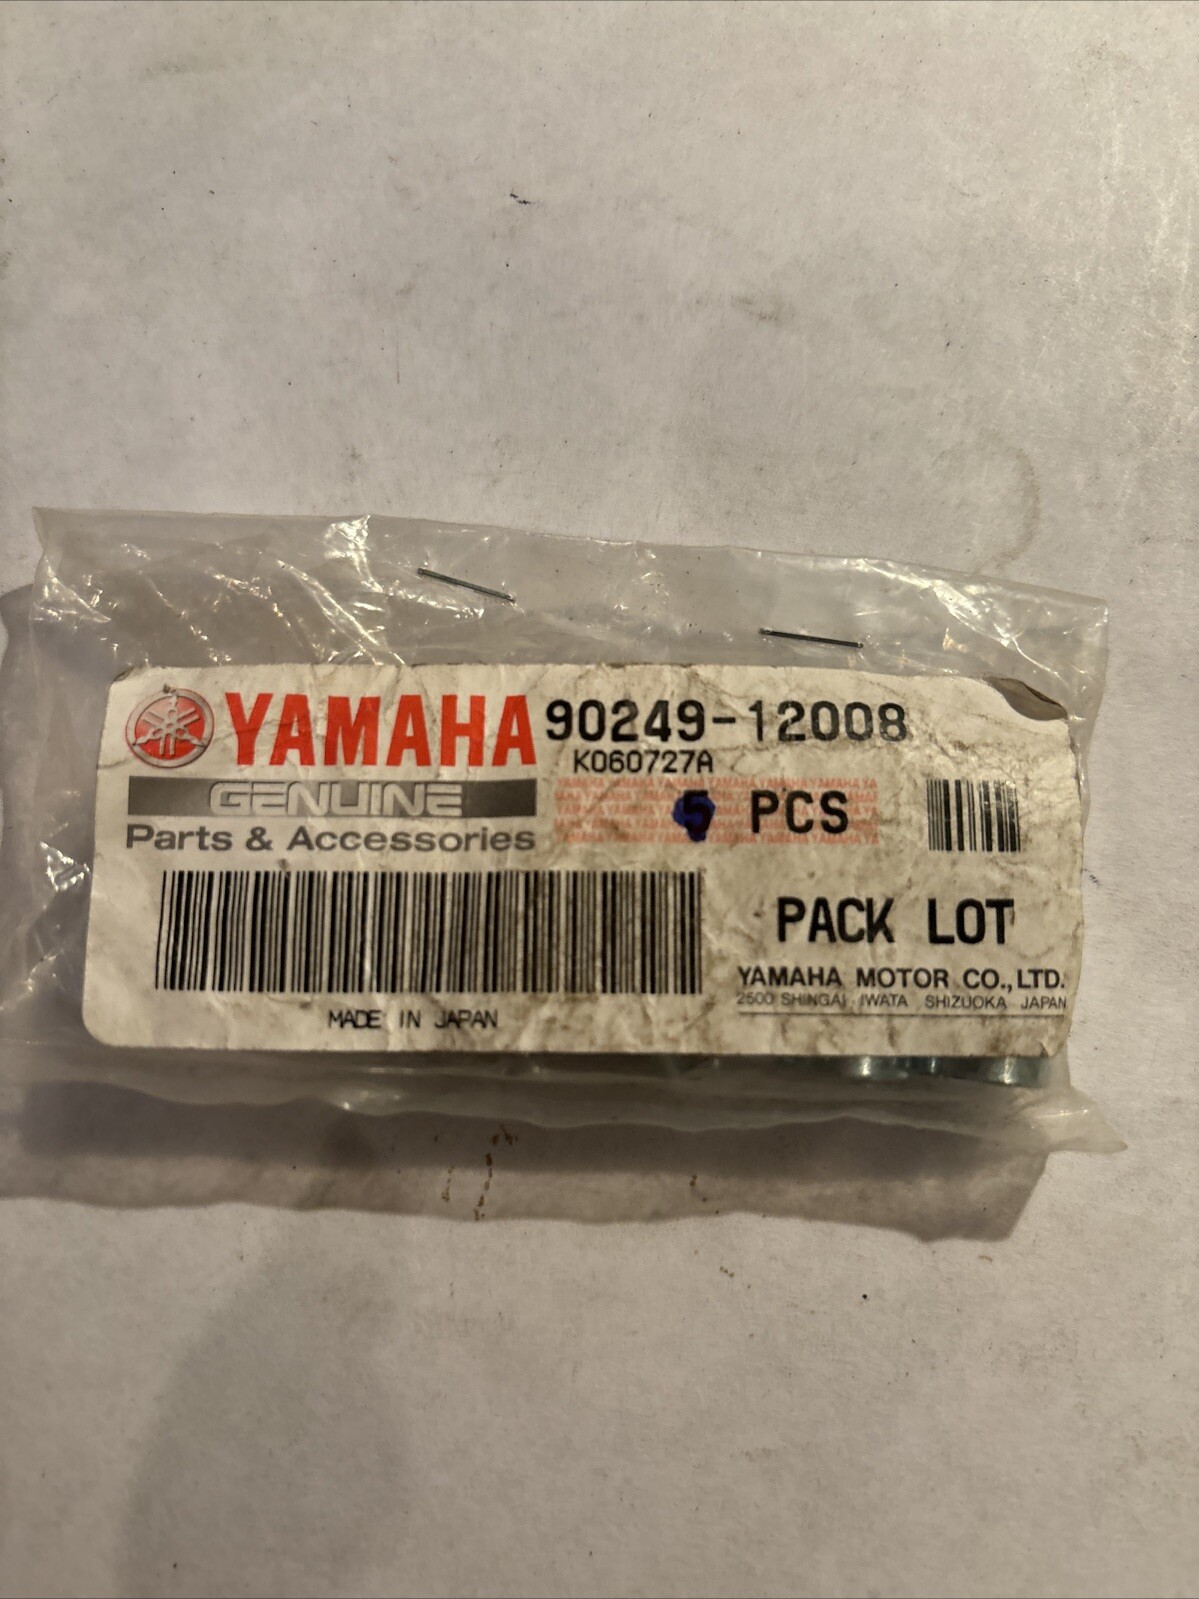 YAMAHA 90249-12008
K060727A
GENUINE
5 PCS
Parts & Accessories
PACK LOT
YAMAHA MOTOR CO., LTD.
2500 SHINGAI IWATA SHIZUOKA JAPAN
MADE IN JAPAN